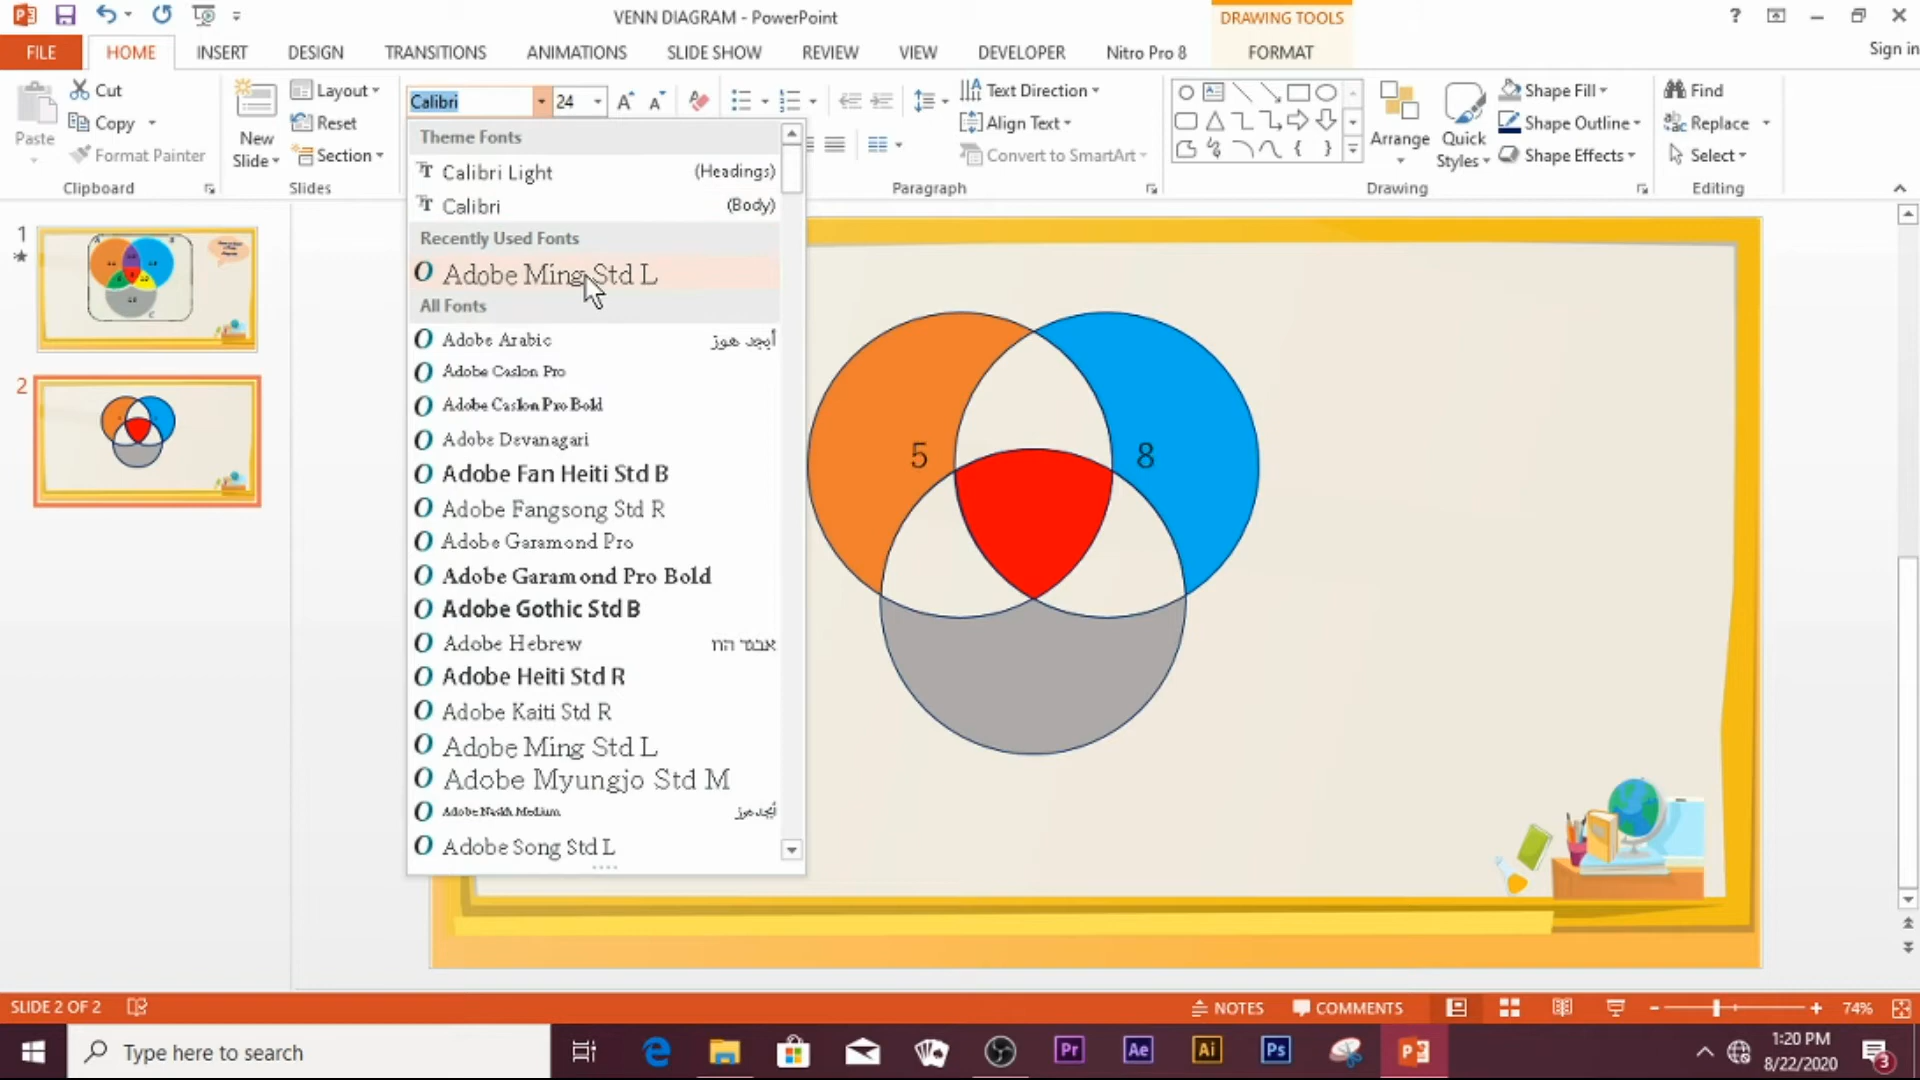 VENN DIAGRAM - PowerPoint
DRAWING TOOLS
?
FILE HOME INSERT DESIGN TRANSITIONS ANIMATIONS SLIDE SHOW REVIEW VIEW DEVELOPER Nitro Pro 8 FORMAT Sign in
Paste
Cut
Copy
Format Painter
Clipboard
New Slide
Layout
Reset
Section
Slides
Calibri 24
Text Direction
Align Text
Convert to SmartArt
Paragraph
Arrange
Quick Styles
Shape Fill
Shape Outline
Shape Effects
Drawing
Find
Replace
Select
Editing
Theme Fonts
Calibri Light (Headings)
Calibri (Body)
Recently Used Fonts
Adobe Ming Std L
All Fonts
Adobe Arabic أبجد هوز
Adobe Caslon Pro
Adobe Caslon Pro Bold
Adobe Devanagari
Adobe Fan Heiti Std B
Adobe Fangsong Std R
Adobe Garamond Pro
Adobe Garamond Pro Bold
Adobe Gothic Std B
Adobe Hebrew אבגד הוז
Adobe Heiti Std R
Adobe Kaiti Std R
Adobe Ming Std L
Adobe Myungjo Std M
Adobe Naskh Medium أبجد هوز
Adobe Song Std L
1
2
5
8
SLIDE 2 OF 2
NOTES COMMENTS 74%
Type here to search
Pr Ae Ai Ps
1:20 PM
8/22/2020
3